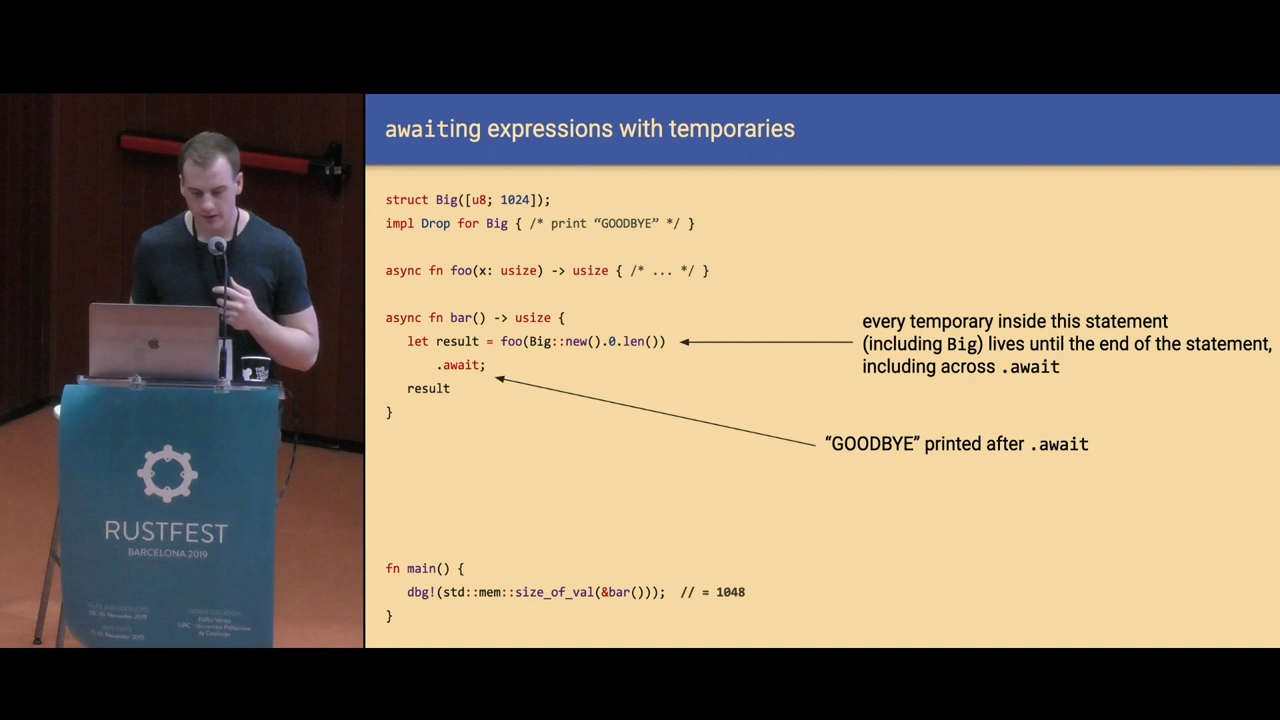 awaiting expressions with temporaries
struct Big([u8; 1024]);
impl Drop for Big { /* print “GOODBYE” */ }
async fn foo(x: usize) -> usize { /* ... */ }
async fn bar() -> usize {
let result = foo(Big::new().0.len())
.await;
result
}
every temporary inside this statement
(including Big) lives until the end of the statement,
including across .await
“GOODBYE” printed after .await
fn main() {
dbg!(std::mem::size_of_val(&bar())); // = 1048
}
RUSTFEST
BARCELONA 2019